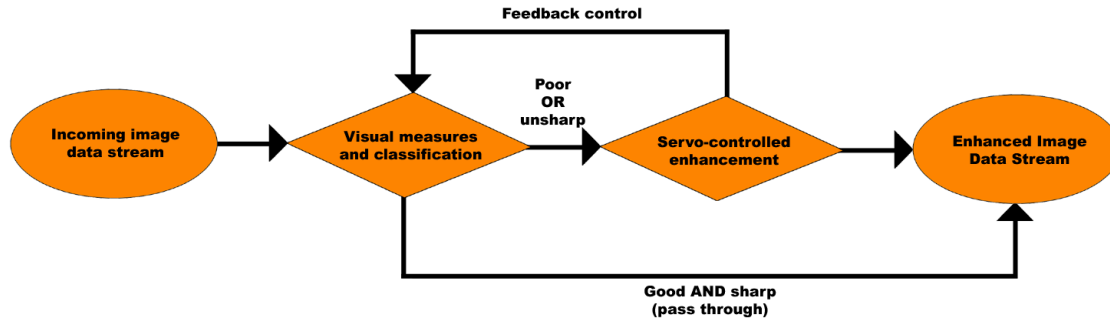 Feedback control
Poor
OR
unsharp
Incoming image
data stream
Visual measures
and classification
Servo-controlled
enhancement
Enhanced Image
Data Stream
Good AND sharp
(pass through)